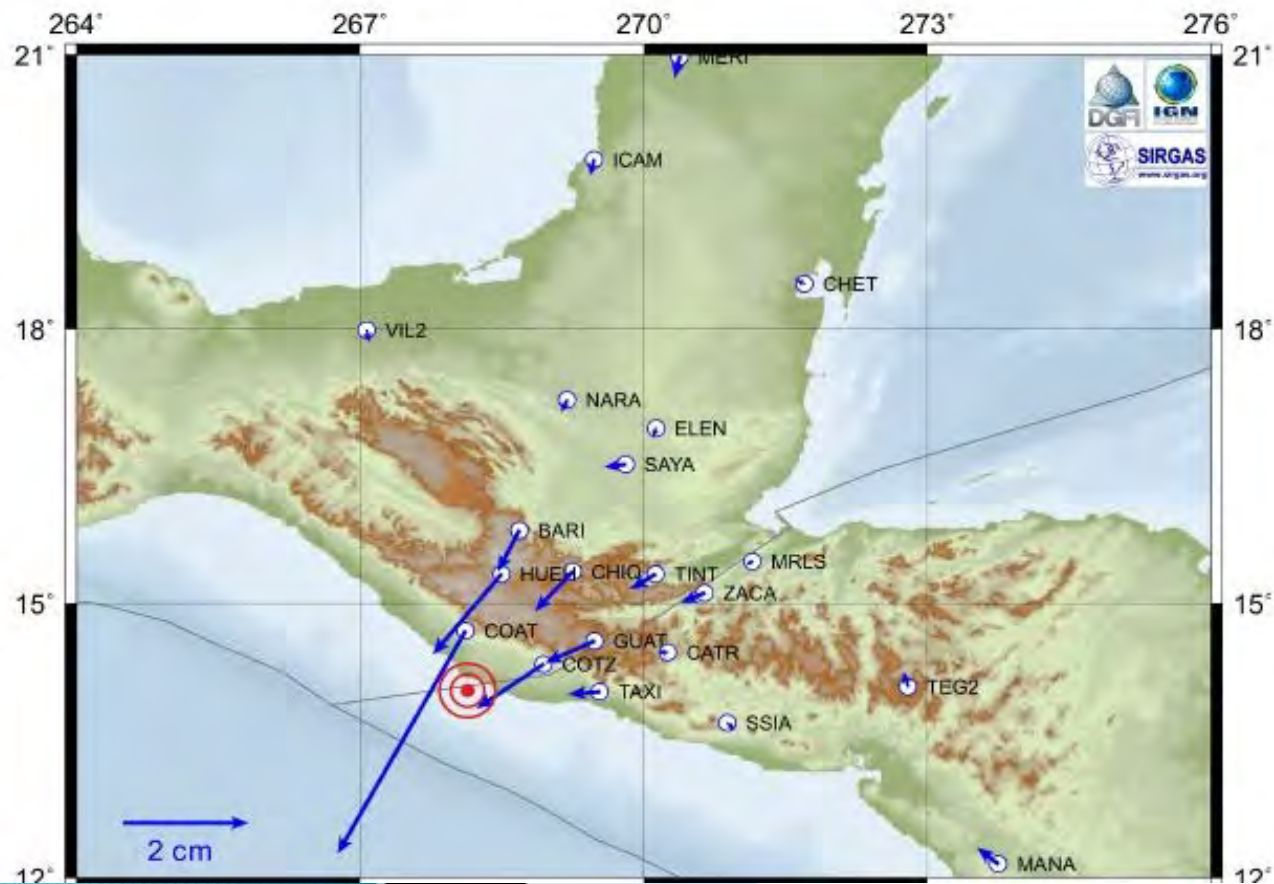 264° 267° 270° 273° 276°
21° 21°
MERI
DGFI IGN
ICAM
SIRGAS
www.sirgas.org
CHET
18° 18°
VIL2
NARA
ELEN
SAYA
BARI
MRLS
HUEH CHIQ TINT
ZACA
15° 15°
COAT
GUAT
CATR
COTZ
TEG2
TAXI
SSIA
2 cm
MANA
12° 12°